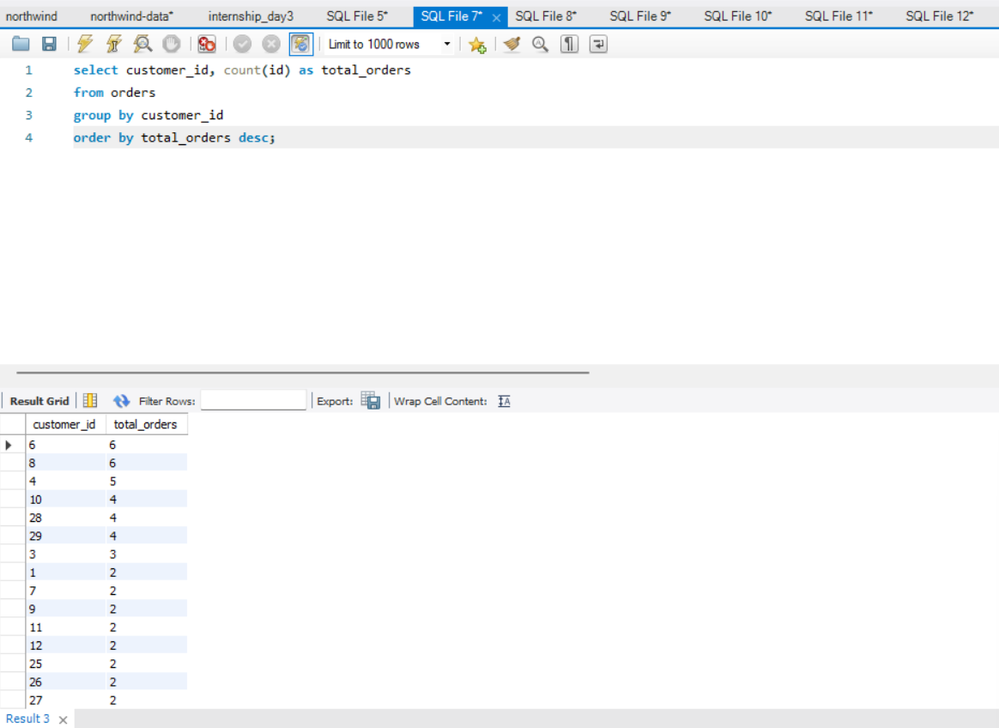 northwind northwind-data* internship_day3 SQL File 5* SQL File 7* SQL File 8* SQL File 9* SQL File 10* SQL File 11* SQL File 12*
Limit to 1000 rows
1 select customer_id, count(id) as total_orders
2 from orders
3 group by customer_id
4 order by total_orders desc;
Result Grid Filter Rows: Export: Wrap Cell Content: IA
customer_id total_orders
6 6
8 6
4 5
10 4
28 4
29 4
3 3
1 2
7 2
9 2
11 2
12 2
25 2
26 2
27 2
Result 3